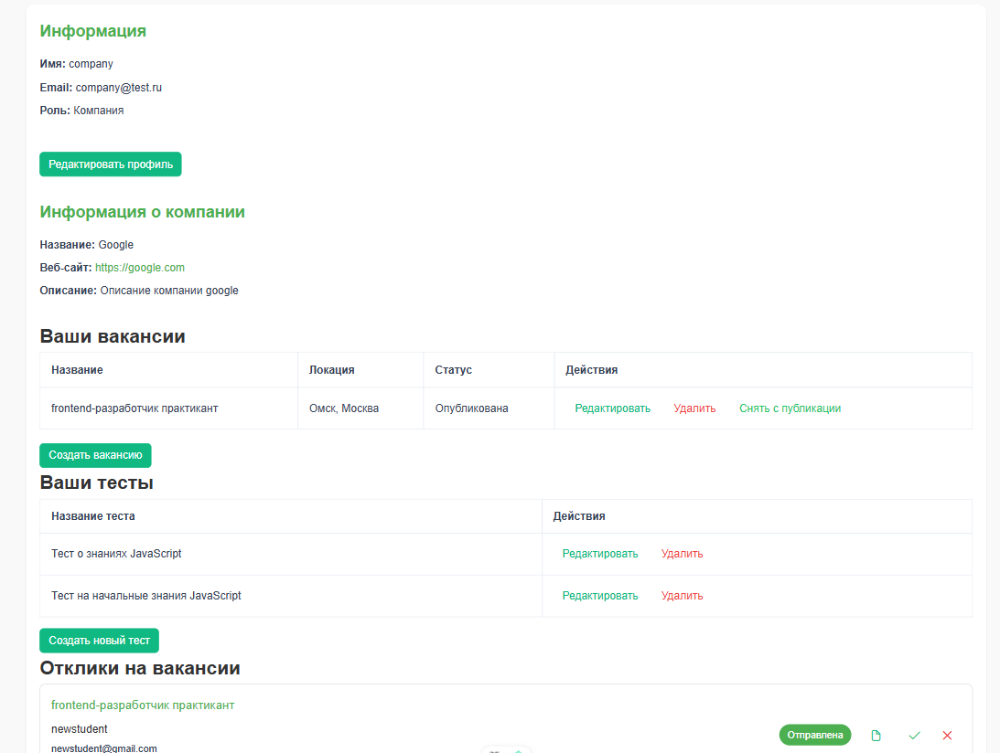 Информация
Имя: company
Email: company@test.ru
Роль: Компания
Редактировать профиль
Информация о компании
Название: Google
Веб-сайт: https://google.com
Описание: Описание компании google
Ваши вакансии
Название Локация Статус Действия
frontend-разработчик практикант Омск, Москва Опубликована Редактировать Удалить Снять с публикации
Создать вакансию
Ваши тесты
Название теста Действия
Тест о знаниях JavaScript Редактировать Удалить
Тест на начальные знания JavaScript Редактировать Удалить
Создать новый тест
Отклики на вакансии
frontend-разработчик практикант
newstudent
Отправлена
newstudent@gmail.com